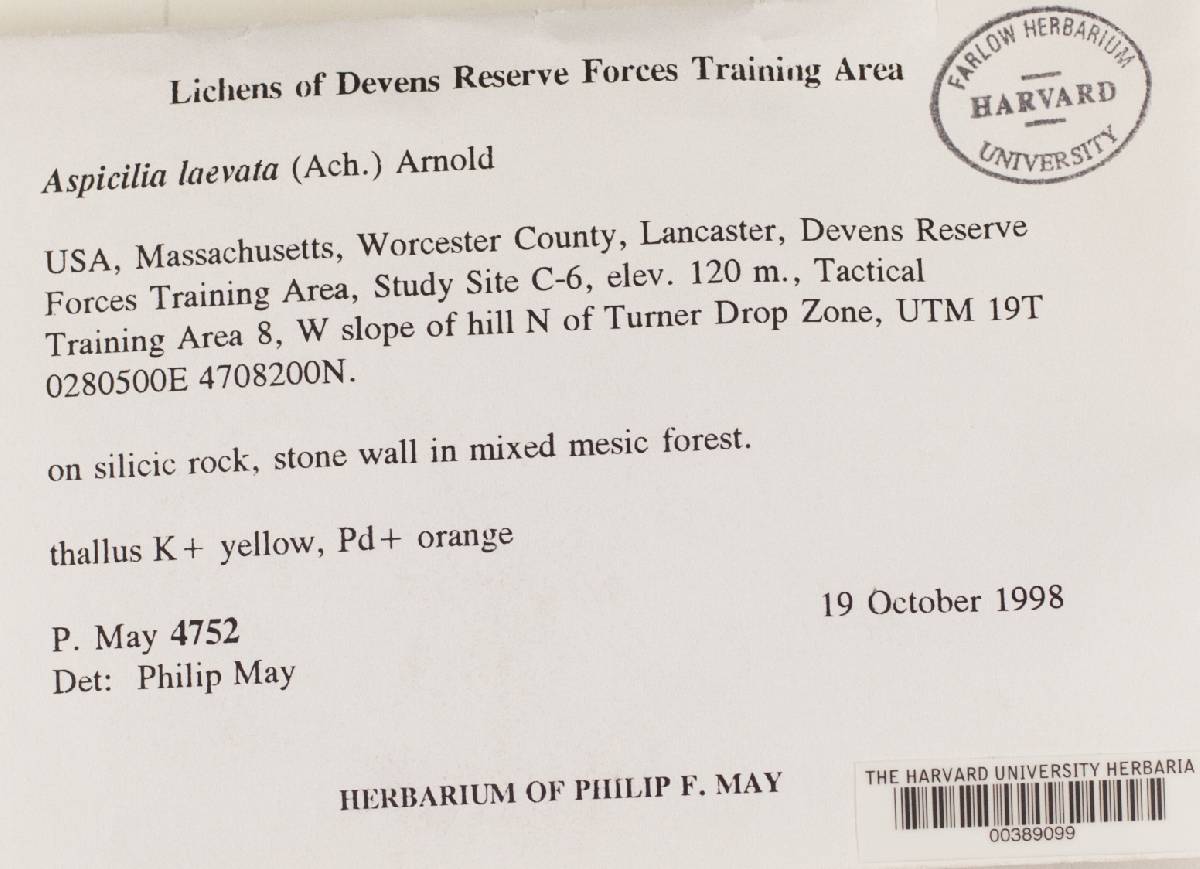 Lichens of Devens Reserve Forces Training Area
FARLOW HERBARIUM
HARVARD
UNIVERSITY
Aspicilia laevata (Ach.) Arnold
USA, Massachusetts, Worcester County, Lancaster, Devens Reserve
Forces Training Area, Study Site C-6, elev. 120 m., Tactical
Training Area 8, W slope of hill N of Turner Drop Zone, UTM 19T
0280500E 4708200N.
on silicic rock, stone wall in mixed mesic forest.
thallus K+ yellow, Pd+ orange
19 October 1998
P. May 4752
Det: Philip May
HERBARIUM OF PHILIP F. MAY
THE HARVARD UNIVERSITY HERBARIA
00389099